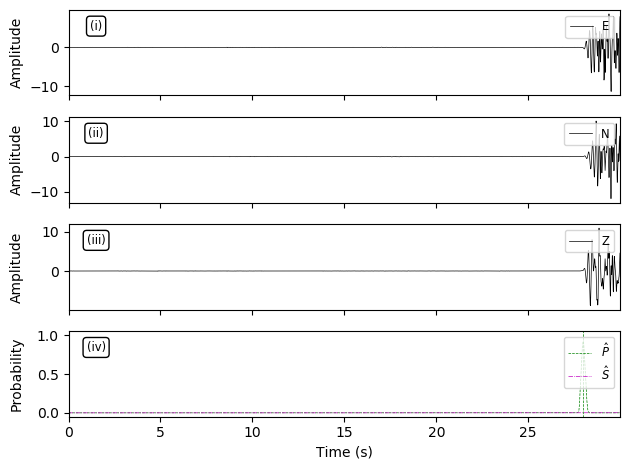 Amplitude
(i)
E
0
−10
Amplitude
(ii)
N
10
0
−10
Amplitude
(iii)
Z
10
0
Probability
(iv)
P̂
Ŝ
1.0
0.5
0.0
0 5 10 15 20 25
Time (s)